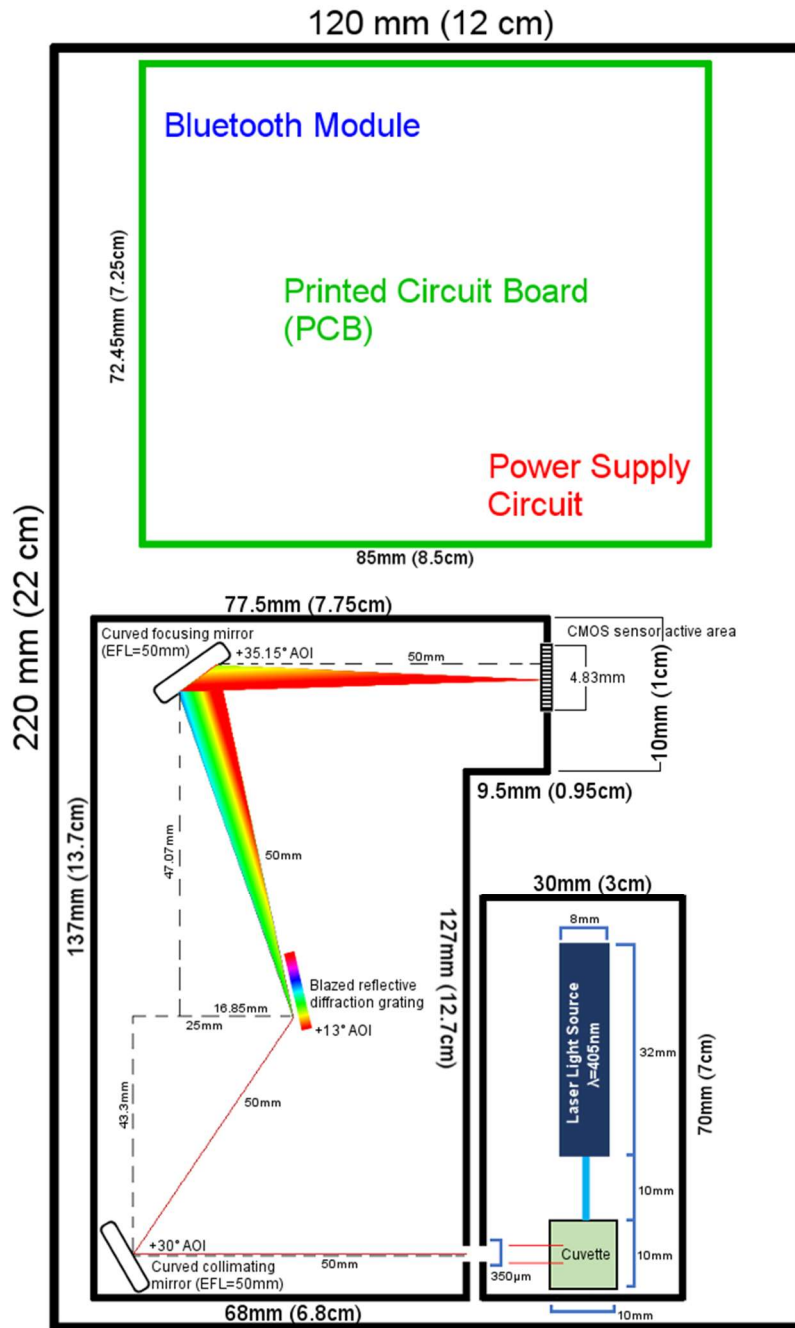 120 mm (12 cm)
Bluetooth Module
Printed Circuit Board
(PCB)
72.45mm (7.25cm)
Power Supply
Circuit
85mm (8.5cm)
220 mm (22 cm)
77.5mm (7.75cm)
Curved focusing mirror
(EFL=50mm)
+35.15° AOI
50mm
CMOS sensor active area
4.83mm
10mm (1cm)
9.5mm (0.95cm)
137mm (13.7cm)
47.07mm
50mm
127mm (12.7cm)
30mm (3cm)
8mm
Blazed reflective
diffraction grating
16.85mm
25mm
+13° AOI
Laser Light Source
λ=405nm
32mm
70mm (7cm)
43.3mm
50mm
10mm
+30° AOI
Curved collimating
mirror (EFL=50mm)
50mm
350µm
Cuvette
10mm
68mm (6.8cm)
10mm